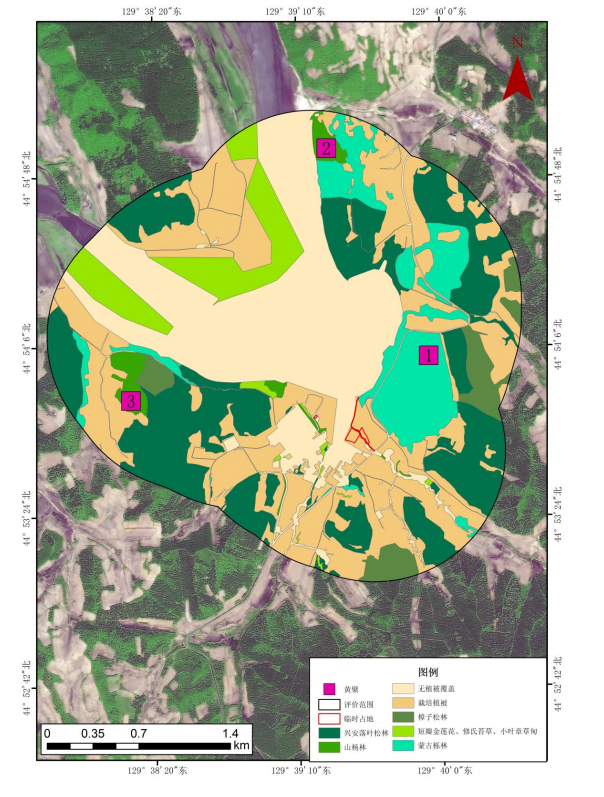 129° 38′20″东 129° 39′10″东 129° 40′0″东
N
44° 54′48″北 44° 54′48″北
2
44° 54′6″北 44° 54′6″北
1
3
44° 53′24″北 44° 53′24″北
44° 52′42″北 44° 52′42″北
图例
黄檗 无植被覆盖
评价范围 栽培植被
临时占地 樟子松林
兴安落叶松林 短瓣金莲花、修氏苔草、小叶章草甸
山杨林 蒙古栎林
0 0.35 0.7 1.4
km
129° 38′20″东 129° 39′10″东 129° 40′0″东